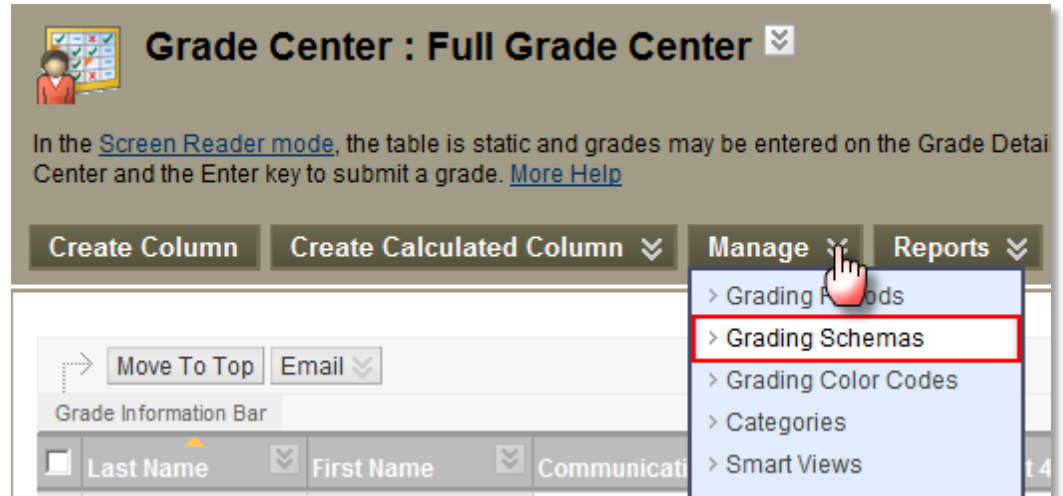 Grade Center : Full Grade Center
In the Screen Reader mode, the table is static and grades may be entered on the Grade Detai
Center and the Enter key to submit a grade. More Help
Create Column Create Calculated Column Manage Reports
> Grading
> Grading Schemas
Move To Top Email
> Grading Color Codes
Grade Information Bar
> Categories
Last Name First Name Communicati
> Smart Views